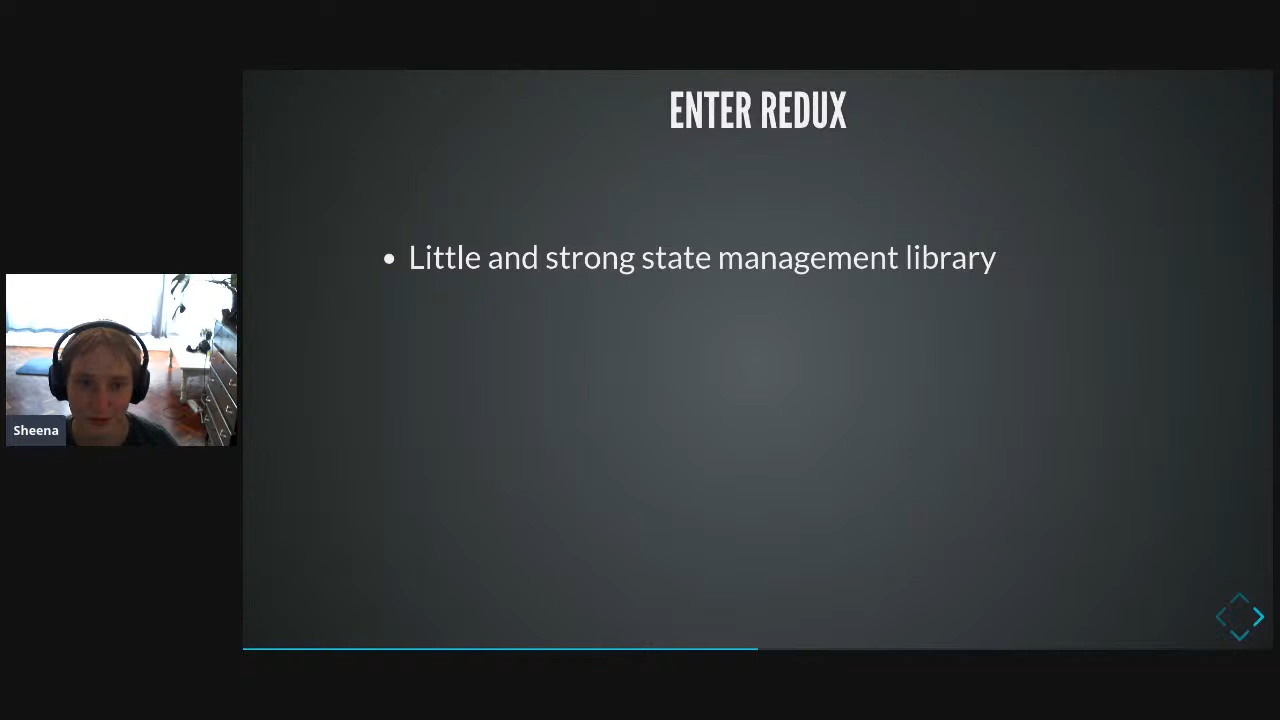 ENTER REDUX
• Little and strong state management library
Sheena